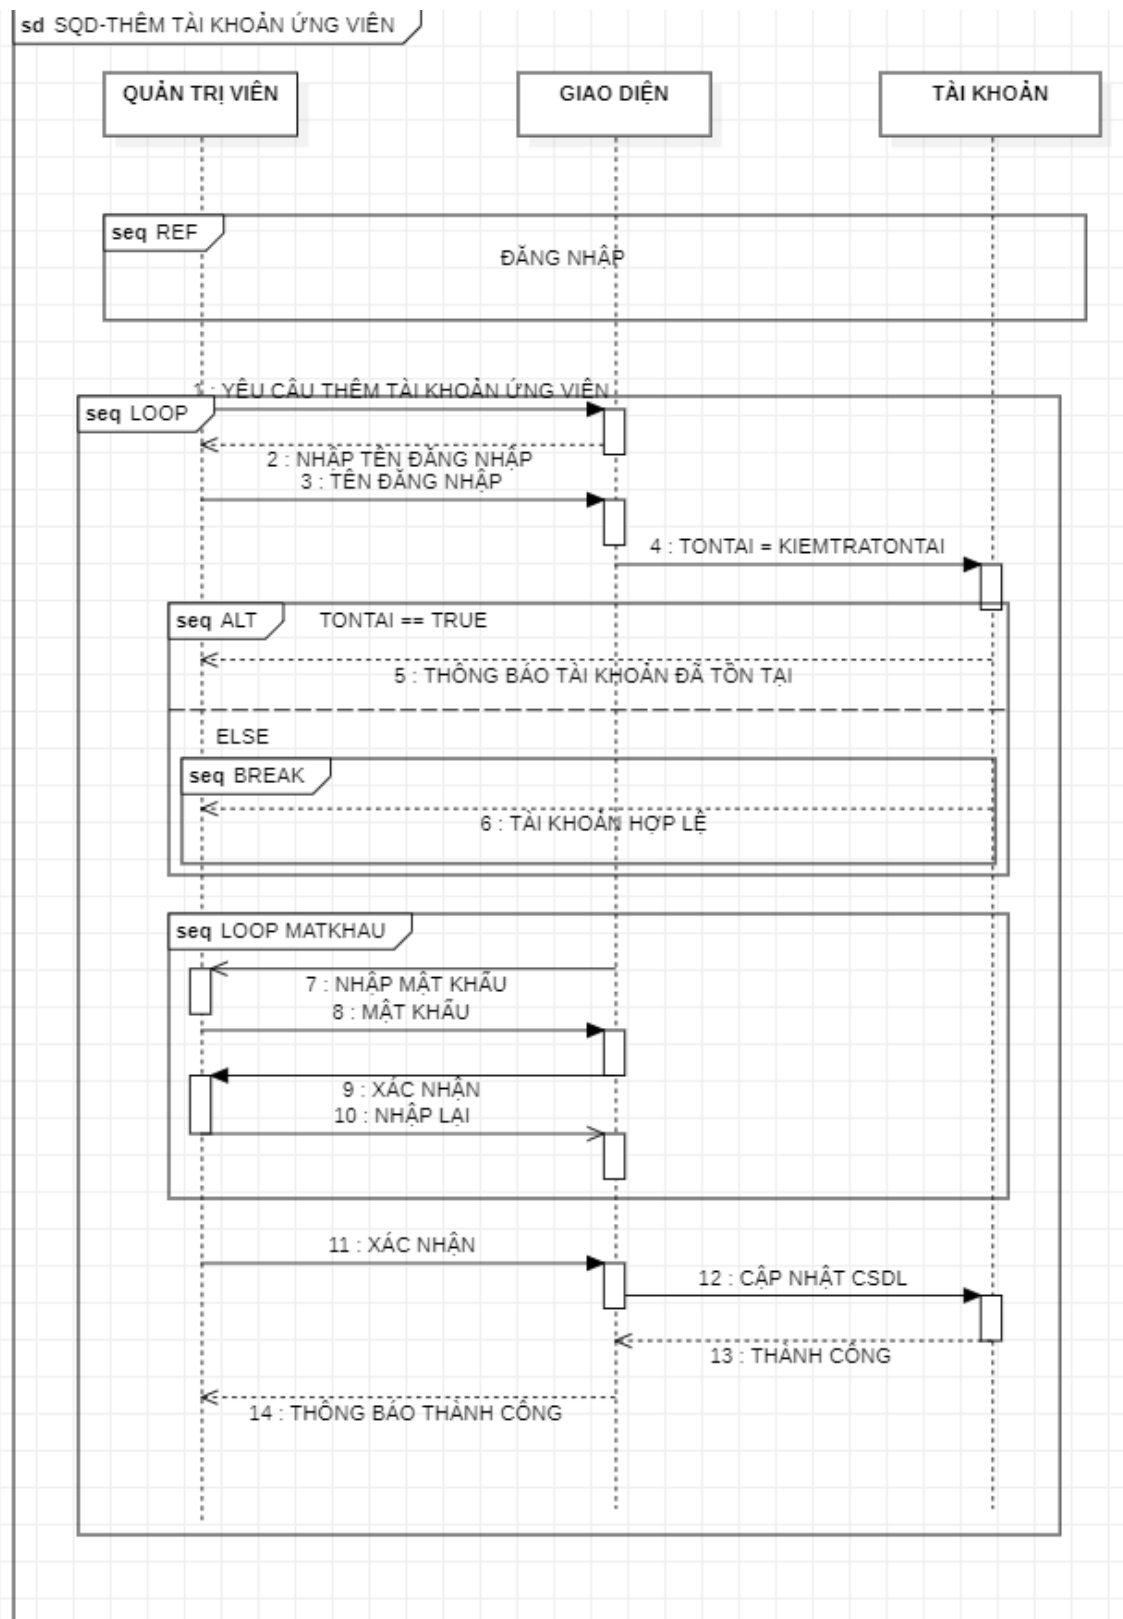 sd SQD-THÊM TÀI KHOẢN ỨNG VIÊN
QUẢN TRỊ VIÊN
GIAO DIỆN
TÀI KHOẢN
seq REF
ĐĂNG NHẬP
1 : YÊU CẦU THÊM TÀI KHOẢN ỨNG VIÊN
seq LOOP
2 : NHẬP TÊN ĐĂNG NHẬP
3 : TÊN ĐĂNG NHẬP
4 : TONTAI = KIEMTRATONTAI
seq ALT
TONTAI == TRUE
5 : THÔNG BÁO TÀI KHOẢN ĐÃ TỒN TẠI
ELSE
seq BREAK
6 : TÀI KHOẢN HỢP LỆ
seq LOOP MATKHAU
7 : NHẬP MẬT KHẨU
8 : MẬT KHẨU
9 : XÁC NHẬN
10 : NHẬP LẠI
11 : XÁC NHẬN
12 : CẬP NHẬT CSDL
13 : THÀNH CÔNG
14 : THÔNG BÁO THÀNH CÔNG